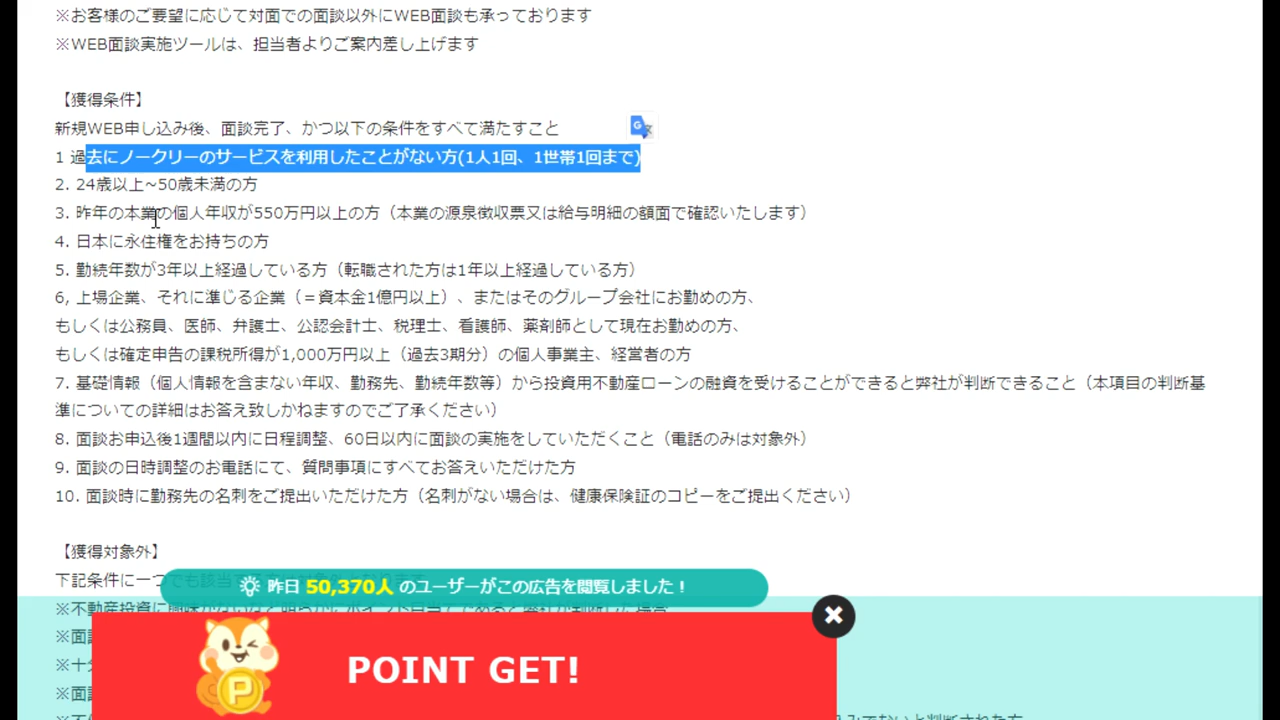 ※お客様のご要望に応じて対面での面談以外にWEB面談も承っております
※WEB面談実施ツールは、担当者よりご案内差し上げます
【獲得条件】
新規WEB申し込み後、面談完了、かつ以下の条件をすべて満たすこと
1 過去にノークリーのサービスを利用したことがない方(1人1回、1世帯1回まで)
2. 24歳以上~50歳未満の方
3. 昨年の本業の個人年収が550万円以上の方（本業の源泉徴収票又は給与明細の額面で確認いたします）
4. 日本に永住権をお持ちの方
5. 勤続年数が3年以上経過している方（転職された方は1年以上経過している方）
6, 上場企業、それに準じる企業（＝資本金1億円以上）、またはそのグループ会社にお勤めの方、
もしくは公務員、医師、弁護士、公認会計士、税理士、看護師、薬剤師として現在お勤めの方、
もしくは確定申告の課税所得が1,000万円以上（過去3期分）の個人事業主、経営者の方
7. 基礎情報（個人情報を含まない年収、勤務先、勤続年数等）から投資用不動産ローンの融資を受けることができると弊社が判断できること（本項目の判断基
準についての詳細はお答え致しかねますのでご了承ください）
8. 面談お申込後1週間以内に日程調整、60日以内に面談の実施をしていただくこと（電話のみは対象外）
9. 面談の日時調整のお電話にて、質問事項にすべてお答えいただけた方
10. 面談時に勤務先の名刺をご提出いただけた方（名刺がない場合は、健康保険証のコピーをご提出ください）
【獲得対象外】
下記条件に一つ
昨日 50,370人 のユーザーがこの広告を閲覧しました！
※面
※十
※面
POINT GET!